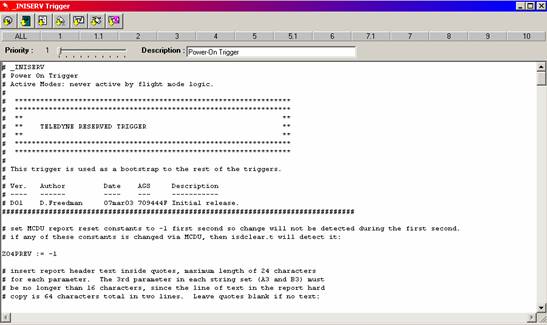 _INISERV Trigger
ALL 1 1.1 2 3 4 5 6 7.1 7 8 9 10
Priority : 1 Description : Power-On Trigger
# _INISERV
# Power On Trigger
# Active Modes: never active by flight mode logic.
#
# ******************************************************************
# ******************************************************************
# ** **
# ** TELEDYNE RESERVED TRIGGER **
# ** **
# ******************************************************************
# ******************************************************************
#
# This trigger is used as a bootstrap to the rest of the triggers.
#
# Ver. Author Date AGS Description
# ---- ------ ---- --- -----------
# D01 D.Freedman 07mar03 709444F Initial release.
####################################################################################
# set MCDU report reset constants to -1 first second so change will not be detected during the first second.
# if any of these constants is changed via MCDU, then isdclear.t will detect it:
ZO4PREV := -1
# insert report header text inside quotes, maximum length of 24 characters
# for each parameter. The 3rd parameter in each string set (A3 and B3) must
# be no longer than 16 characters, since the line of text in the report hard
# copy is 64 characters total in two lines. Leave quotes blank if no text: